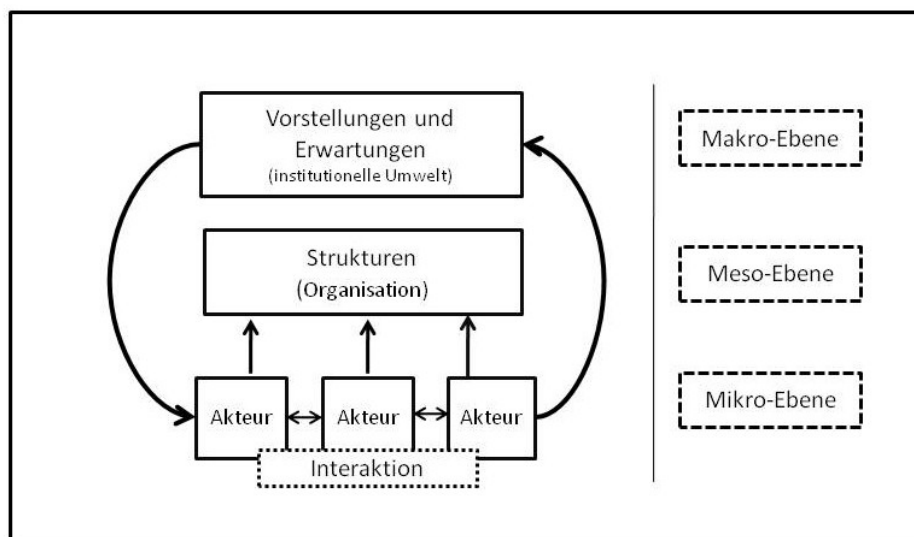 Vorstellungen und
Erwartungen
(institutionelle Umwelt)
Makro-Ebene
Strukturen
(Organisation)
Meso-Ebene
Akteur
Akteur
Akteur
Mikro-Ebene
Interaktion